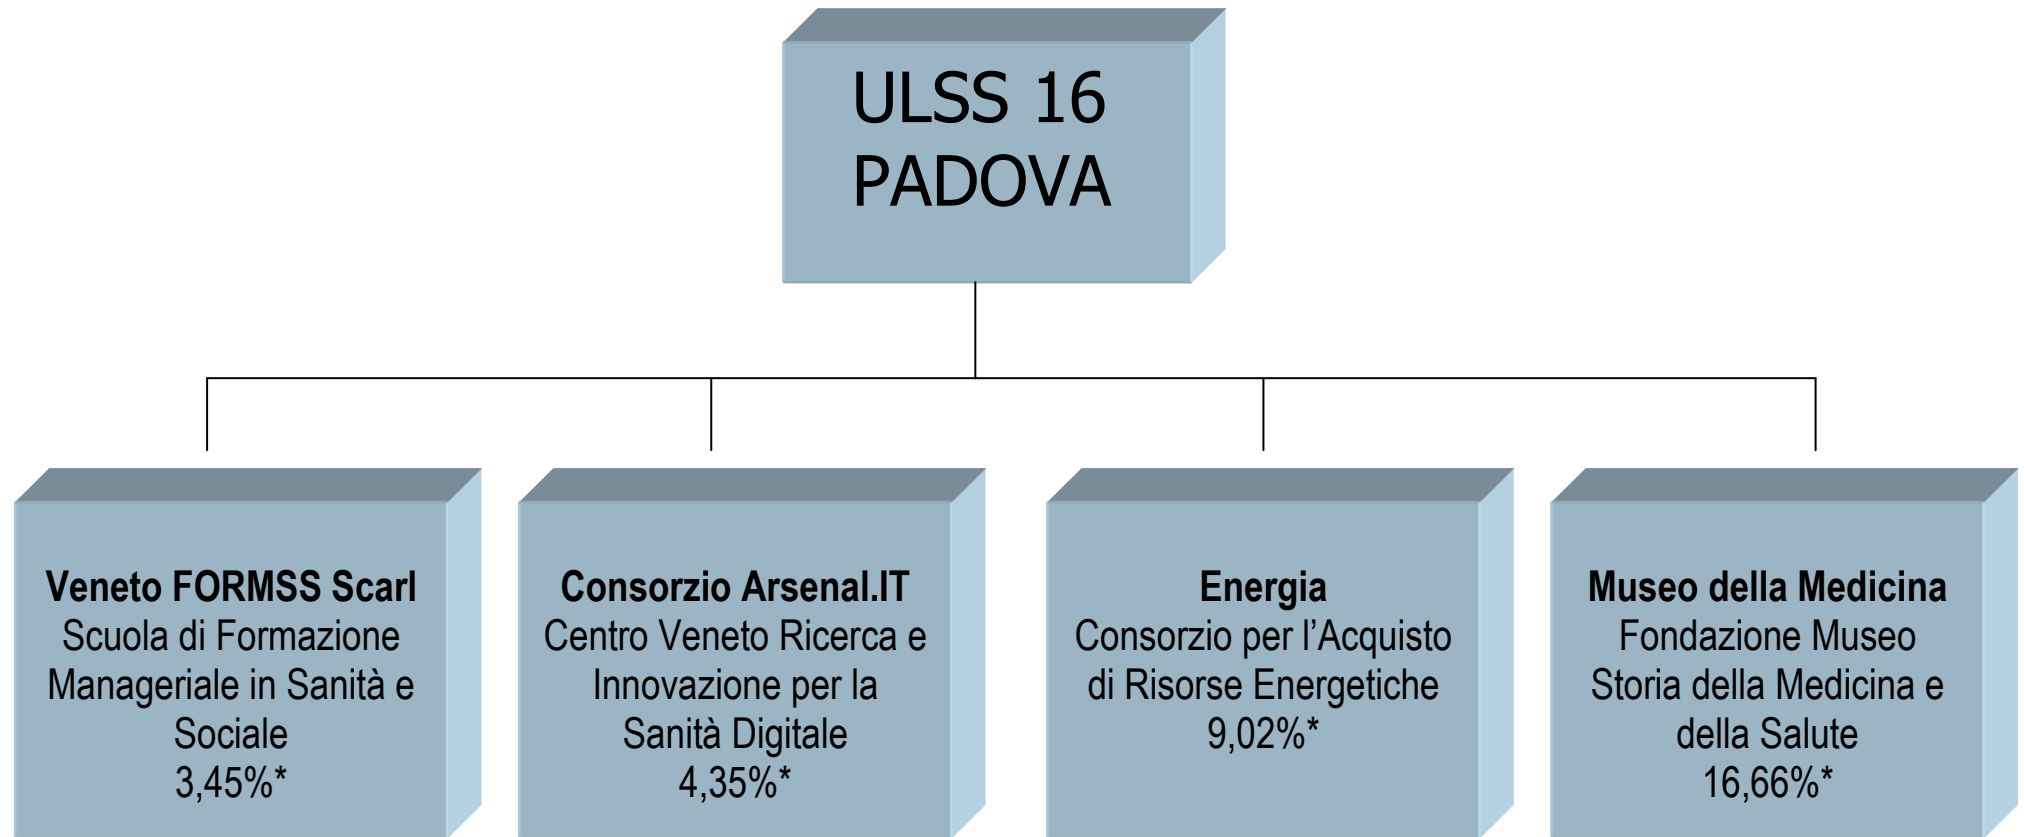 ULSS 16
PADOVA
Veneto FORMSS Scarl
Scuola di Formazione
Manageriale in Sanità e
Sociale
3,45%*
Consorzio Arsenal.IT
Centro Veneto Ricerca e
Innovazione per la
Sanità Digitale
4,35%*
Energia
Consorzio per l’Acquisto
di Risorse Energetiche
9,02%*
Museo della Medicina
Fondazione Museo
Storia della Medicina e
della Salute
16,66%*